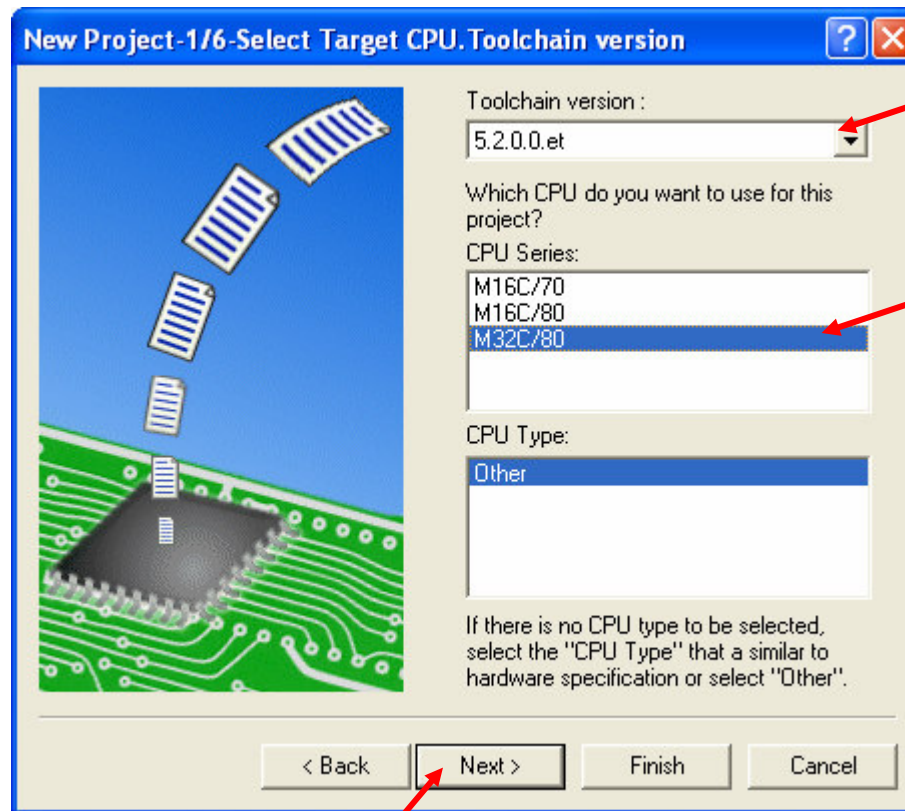 New Project-1/6-Select Target CPU.Toolchain version
Toolchain version :
5.2.0.0.et
Which CPU do you want to use for this
project?
CPU Series:
M16C/70
M16C/80
M32C/80
CPU Type:
Other
If there is no CPU type to be selected,
select the "CPU Type" that a similar to
hardware specification or select "Other".
< Back
Next >
Finish
Cancel